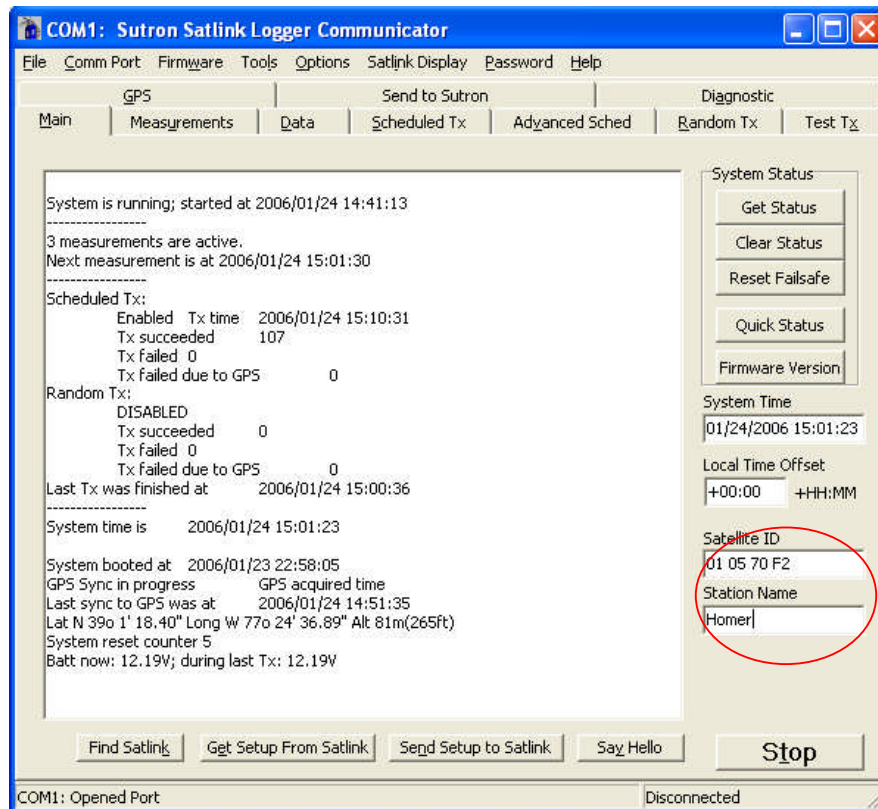 COM1: Sutron Satlink Logger Communicator
File Comm Port Firmware Tools Options Satlink Display Password Help
GPS Send to Sutron Diagnostic
Main Measurements Data Scheduled Tx Advanced Sched Random Tx Test Tx
System is running; started at 2006/01/24 14:41:13
-----------------
3 measurements are active.
Next measurement is at 2006/01/24 15:01:30
-----------------
Scheduled Tx:
Enabled Tx time 2006/01/24 15:10:31
Tx succeeded 107
Tx failed 0
Tx failed due to GPS 0
Random Tx:
DISABLED
Tx succeeded 0
Tx failed 0
Tx failed due to GPS 0
Last Tx was finished at 2006/01/24 15:00:36
-----------------
System time is 2006/01/24 15:01:23
System booted at 2006/01/23 22:58:05
GPS Sync in progress GPS acquired time
Last sync to GPS was at 2006/01/24 14:51:35
Lat N 39o 1' 18.40" Long W 77o 24' 36.89" Alt 81m(265ft)
System reset counter 5
Batt now: 12.19V; during last Tx: 12.19V
System Status
Get Status
Clear Status
Reset Failsafe
Quick Status
Firmware Version
System Time
01/24/2006 15:01:23
Local Time Offset
+00:00 +HH:MM
Satellite ID
01 05 70 F2
Station Name
Homer
Find Satlink Get Setup From Satlink Send Setup to Satlink Say Hello Stop
COM1: Opened Port Disconnected